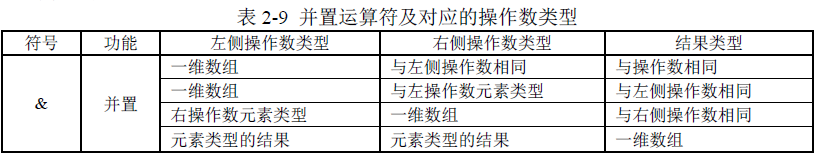 表 2-9 并置运算符及对应的操作数类型
符号 功能 左侧操作数类型 右侧操作数类型 结果类型
& 并置 一维数组 与左侧操作数相同 与操作数相同
一维数组 与左操作数元素类型 与左侧操作数相同
右操作数元素类型 一维数组 与右侧操作数相同
元素类型的结果 元素类型的结果 一维数组